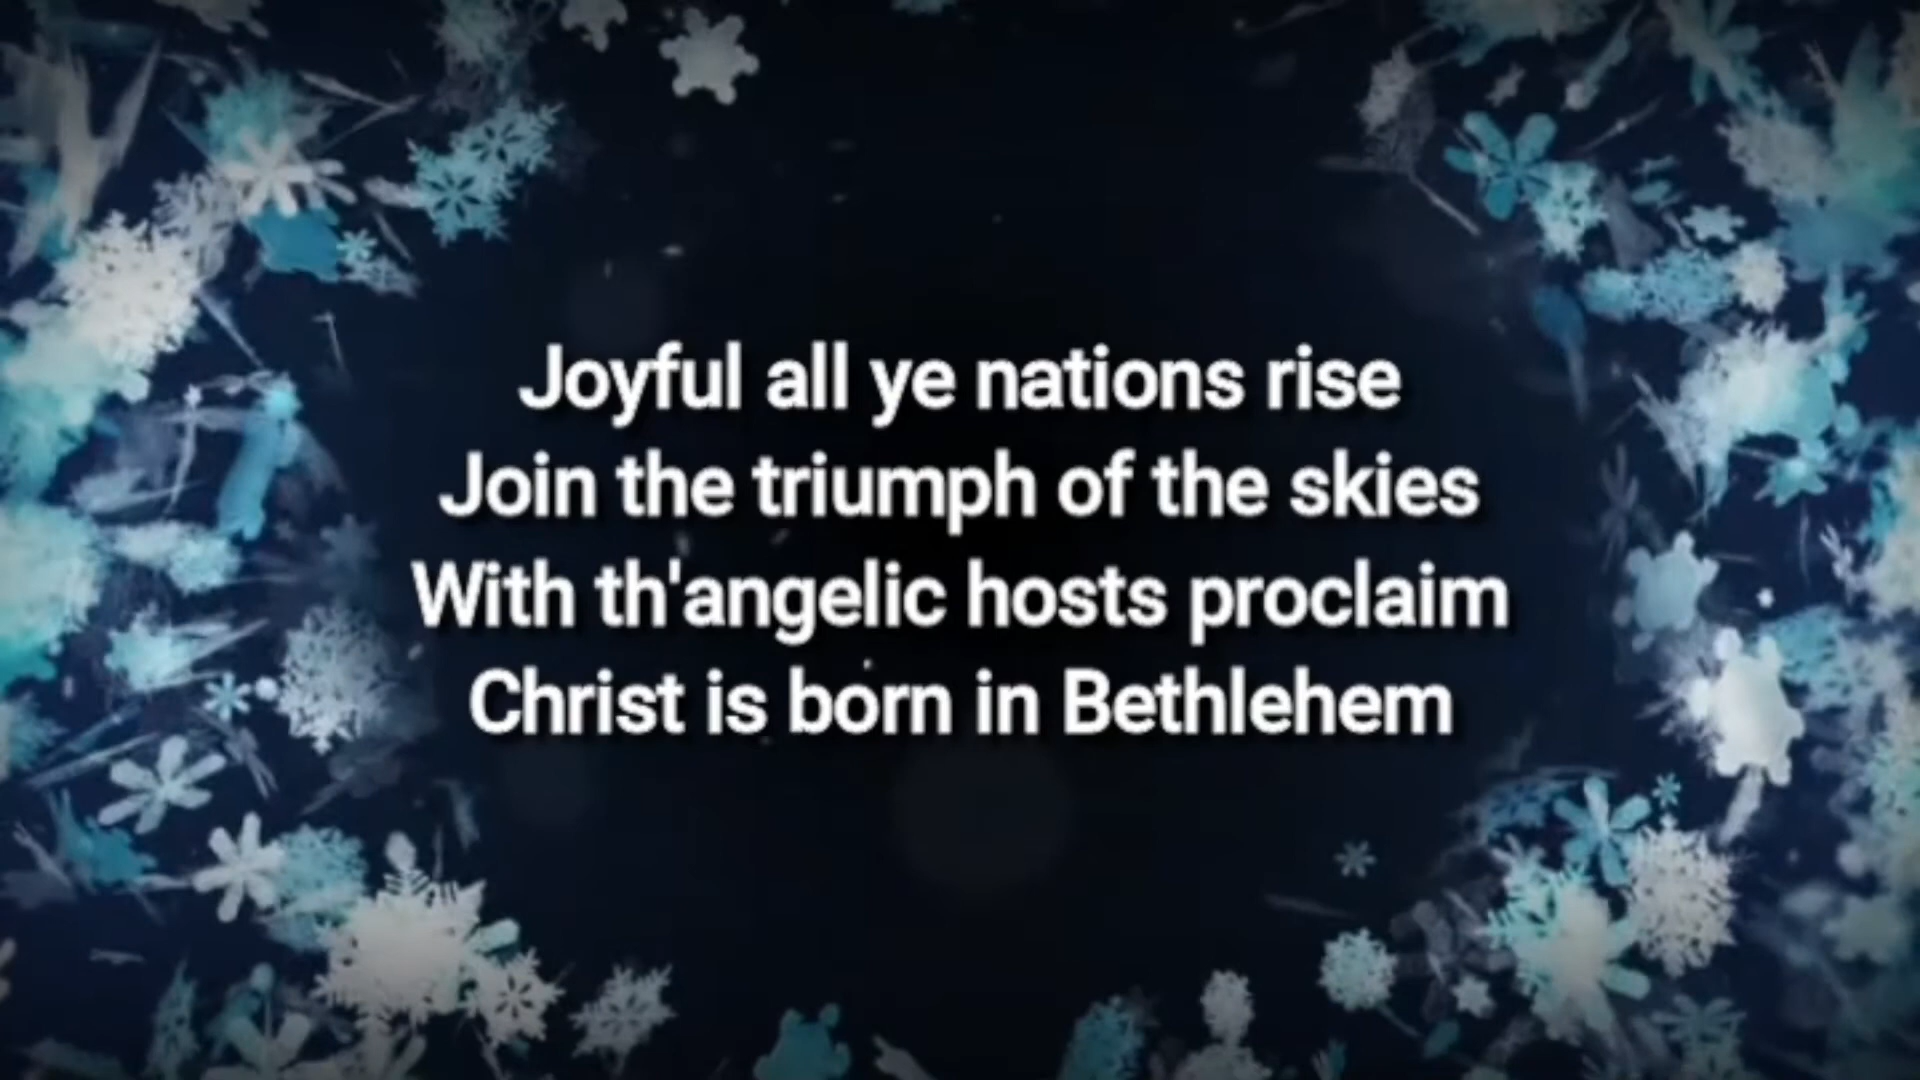 Joyful all ye nations rise
Join the triumph of the skies
With th'angelic hosts proclaim
Christ is born in Bethlehem